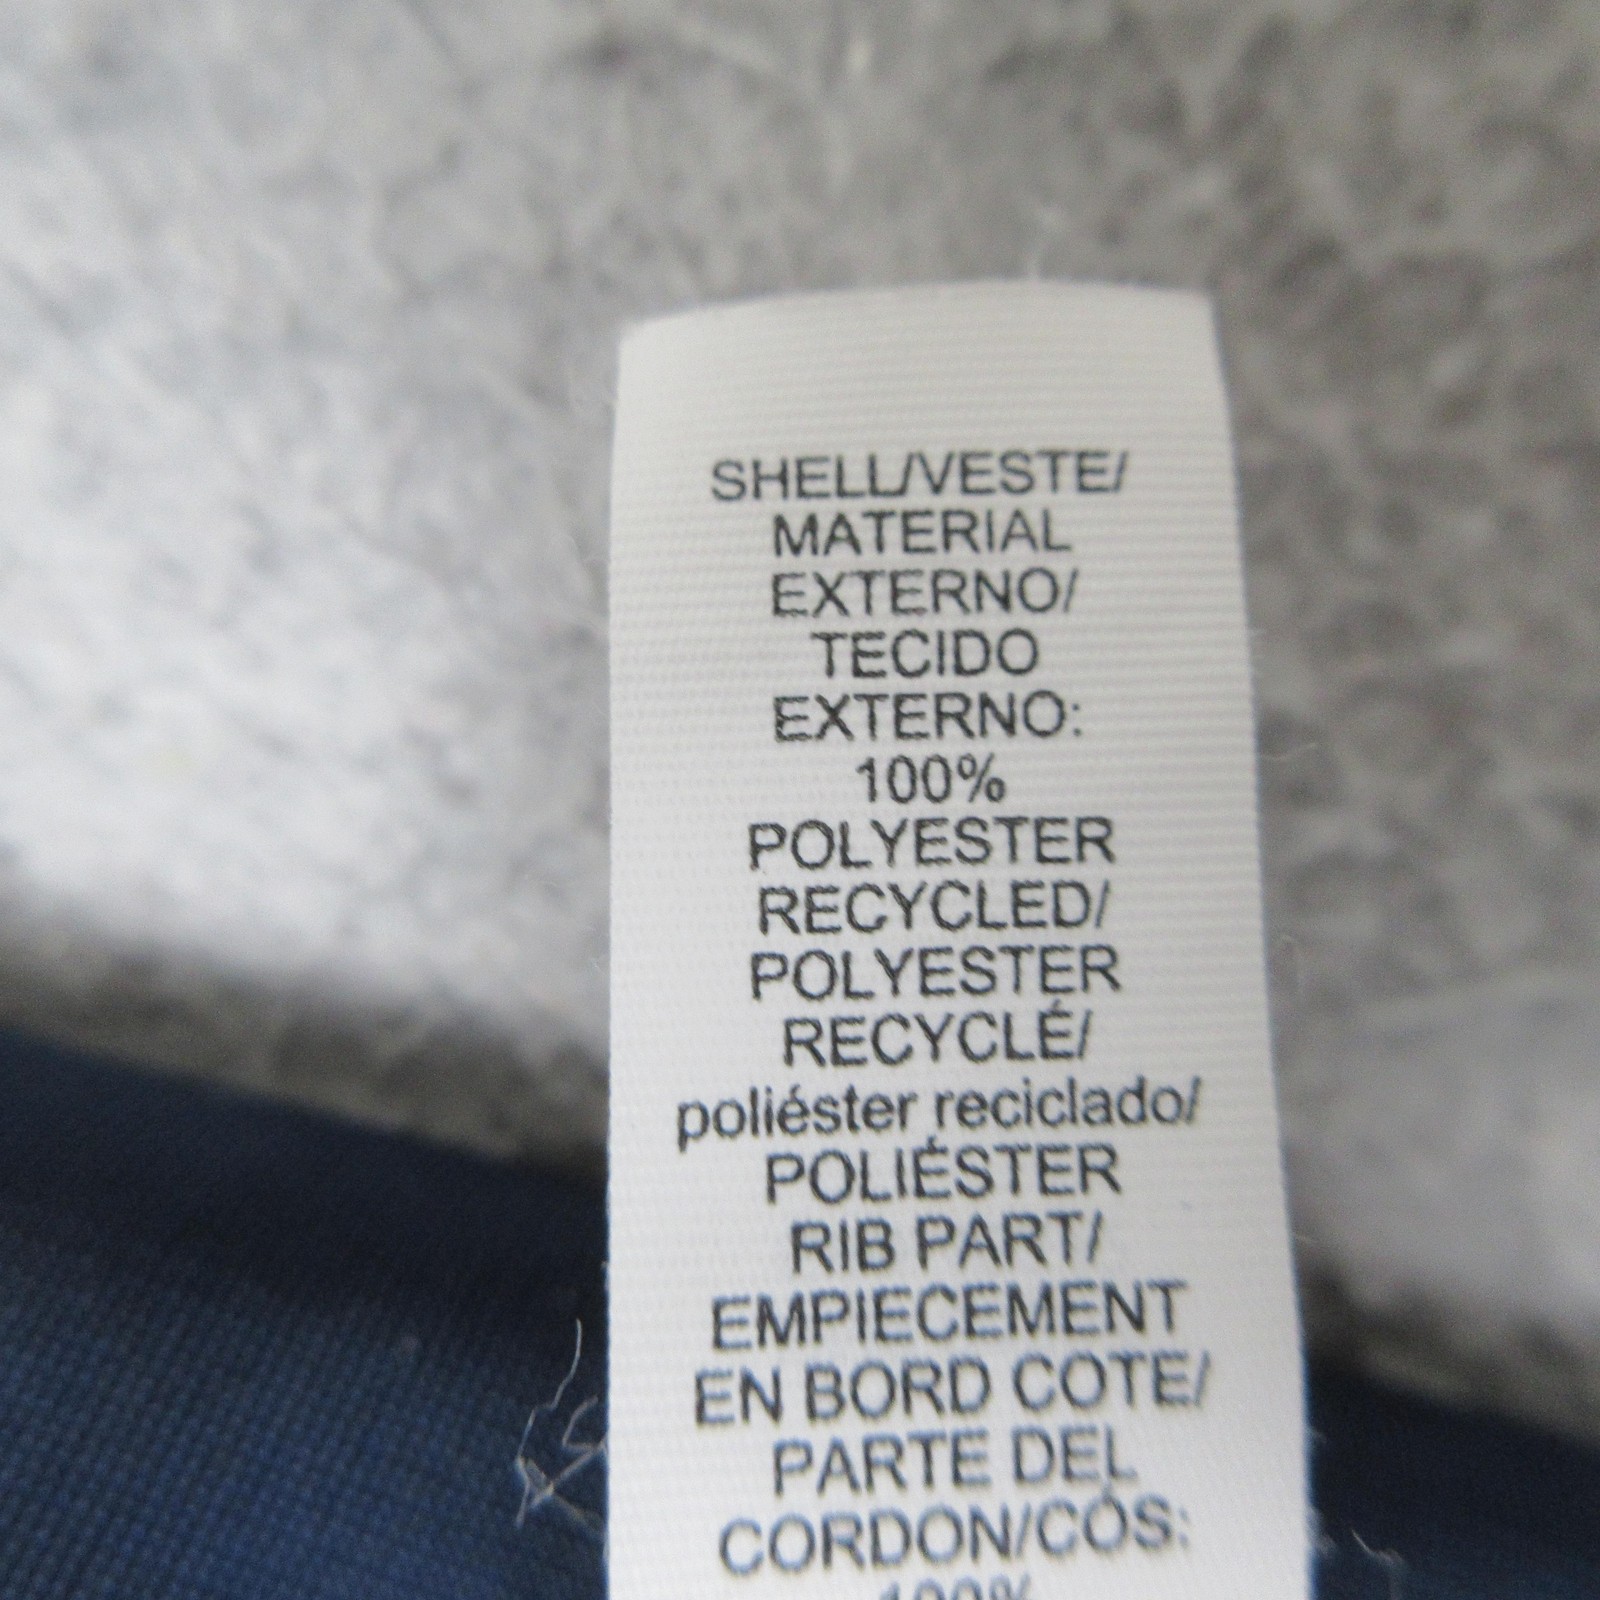 SHELL/VESTE/
MATERIAL
EXTERNO/
TECIDO
EXTERNO:
100%
POLYESTER
RECYCLED/
POLYESTER
RECYCLÉ/
poliéster reciclado/
POLIÉSTER
RIB PART/
EMPIECEMENT
EN BORD COTE/
PARTE DEL
CORDON/CÓS:
100%